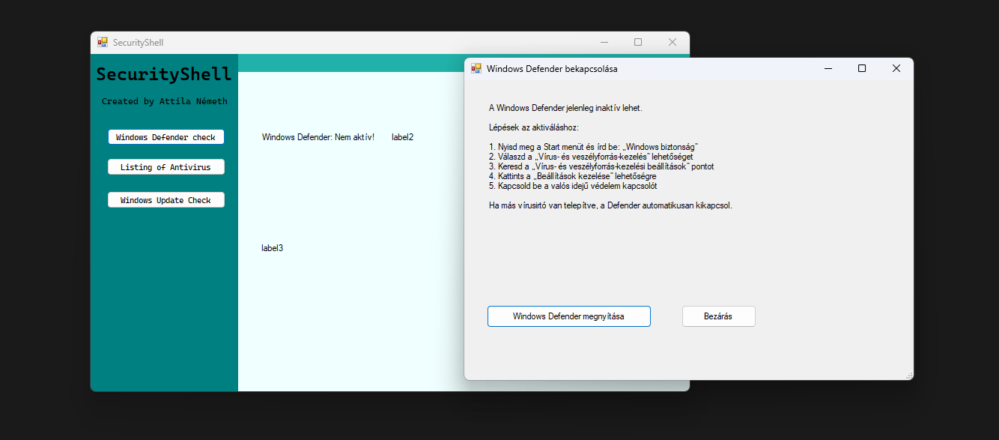 SecurityShell
SecurityShell
Created by Attila Németh
Windows Defender check
Listing of Antivirus
Windows Update Check
Windows Defender: Nem aktív!
label2
label3
Windows Defender bekapcsolása
A Windows Defender jelenleg inaktív lehet.
Lépések az aktiváláshoz:
1. Nyisd meg a Start menüt és írd be: „Windows biztonság”
2. Válaszd a „Vírus- és veszélyforrás-kezelés” lehetőséget
3. Keresd a „Vírus- és veszélyforrás-kezelési beállítások” pontot
4. Kattints a „Beállítások kezelése” lehetőségre
5. Kapcsold be a valós idejű védelem kapcsolót
Ha más vírusirtó van telepítve, a Defender automatikusan kikapcsol.
Windows Defender megnyítása
Bezárás